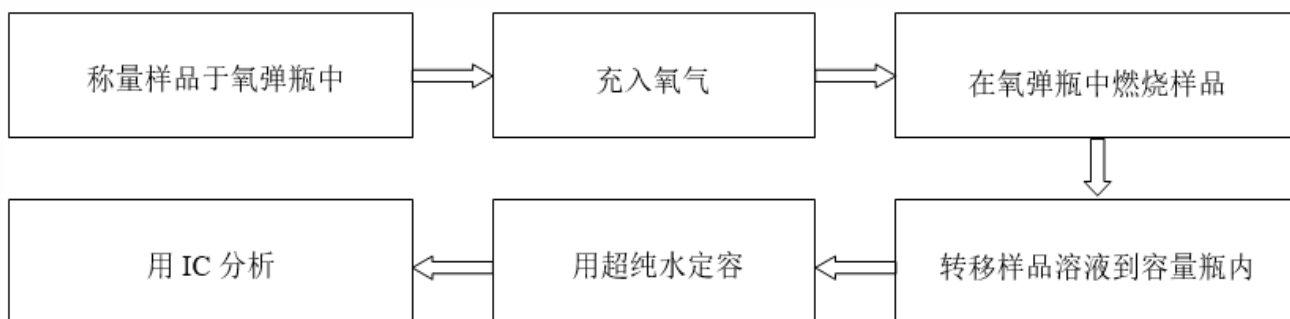 称量样品于氧弹瓶中
充入氧气
在氧弹瓶中燃烧样品
转移样品溶液到容量瓶内
用超纯水定容
用 IC 分析